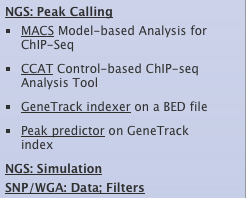 NGS: Peak Calling
MACS Model-based Analysis for
ChIP-Seq
CCAT Control-based ChIP-seq
Analysis Tool
GeneTrack indexer on a BED file
Peak predictor on GeneTrack
index
NGS: Simulation
SNP/WGA: Data; Filters